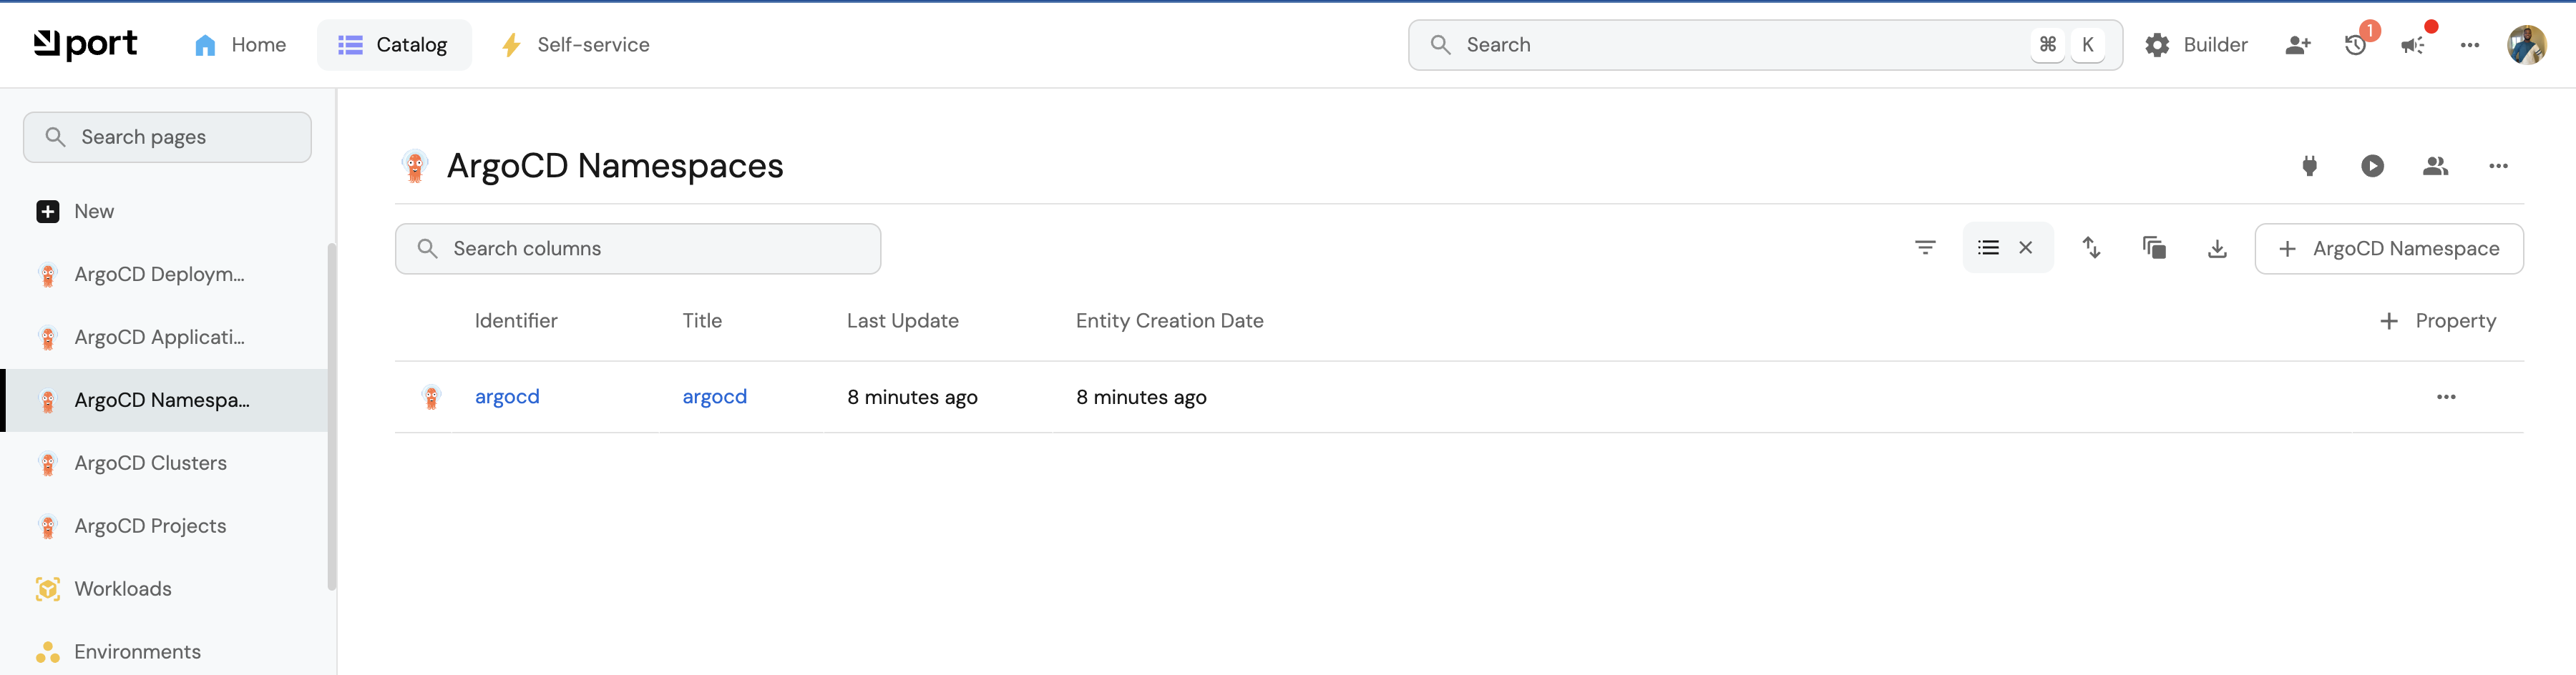 port
Home
Catalog
Self-service
Search
⌘ K
Builder
1
Search pages
New
ArgoCD Deploym...
ArgoCD Applicati...
ArgoCD Namespa...
ArgoCD Clusters
ArgoCD Projects
Workloads
Environments
ArgoCD Namespaces
Search columns
+ ArgoCD Namespace
Identifier Title Last Update Entity Creation Date + Property
argocd argocd 8 minutes ago 8 minutes ago